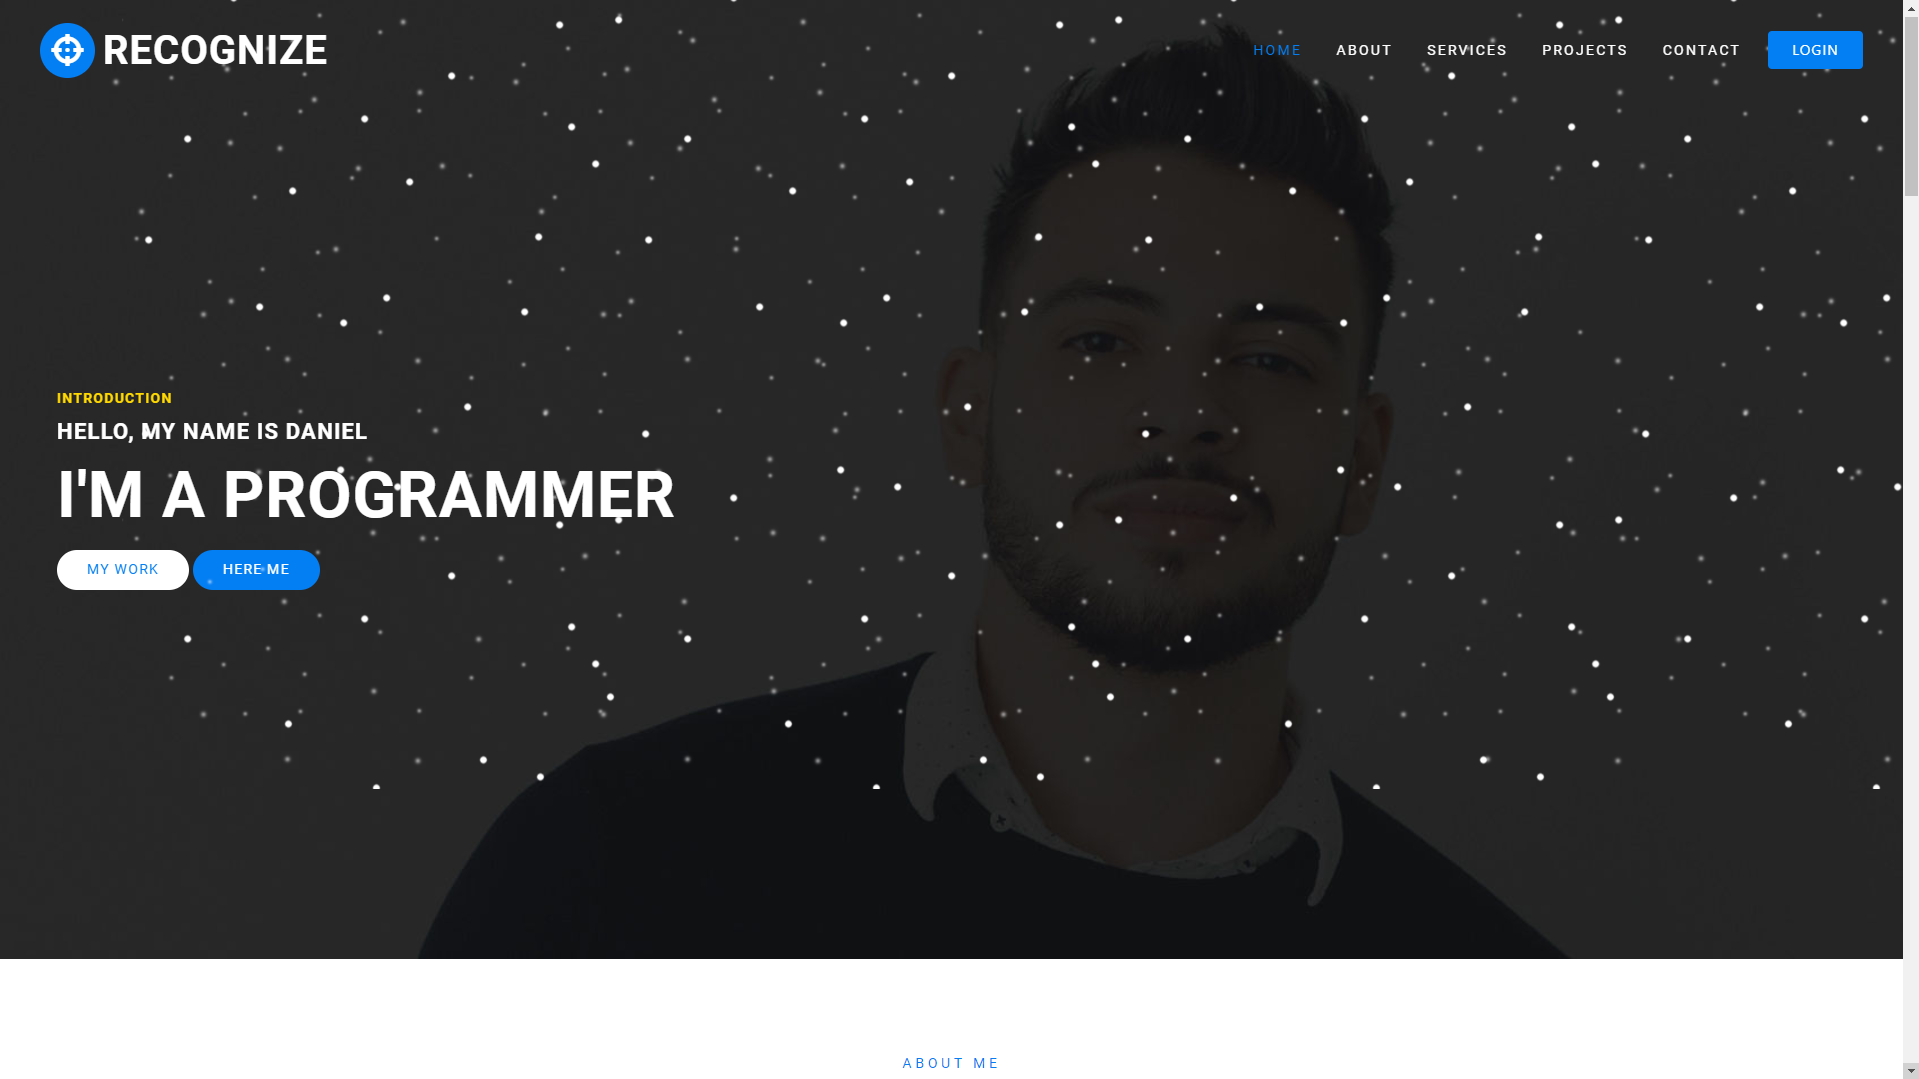 RECOGNIZE
HOME ABOUT SERVICES PROJECTS CONTACT LOGIN
INTRODUCTION
HELLO, MY NAME IS DANIEL
I'M A PROGRAMMER
MY WORK HERE ME
ABOUT ME